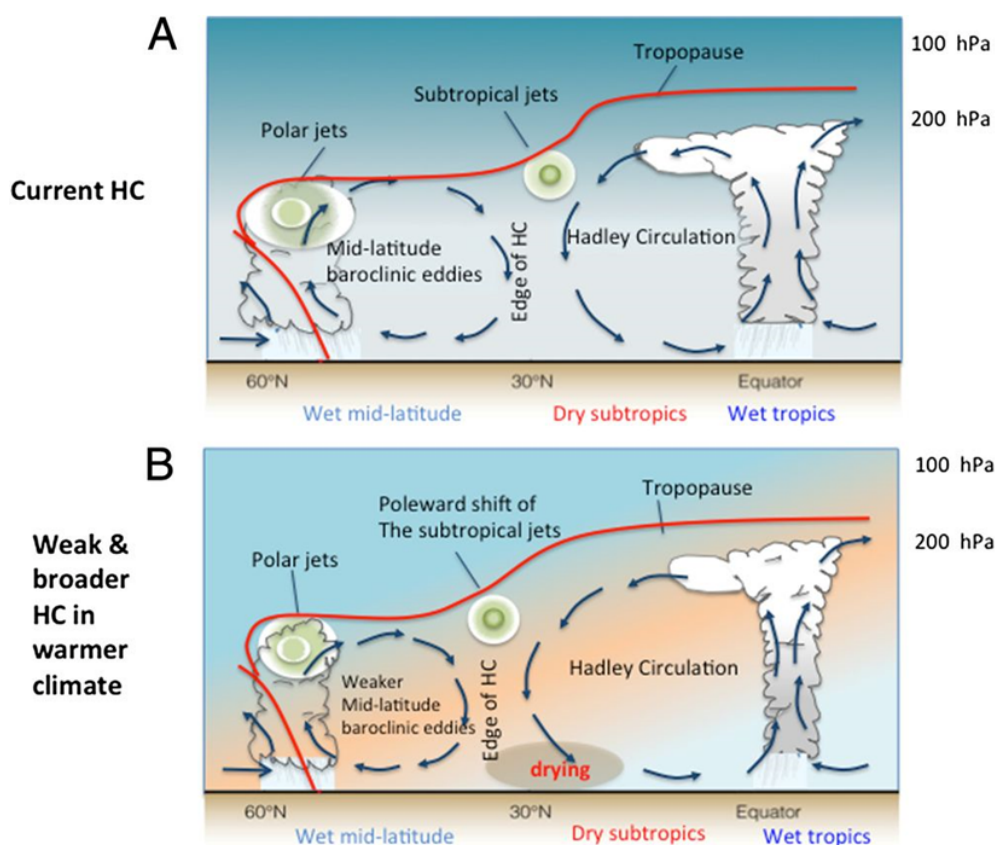 A
100 hPa
Tropopause
Subtropical jets
200 hPa
Polar jets
Current HC
Mid-latitude
baroclinic eddies
Edge of HC
Hadley Circulation
60°N
30°N
Equator
Wet mid-latitude
Dry subtropics
Wet tropics
B
100 hPa
Tropopause
Poleward shift of
The subtropical jets
200 hPa
Polar jets
Weak &
broader
HC in
warmer
climate
Weaker
Mid-latitude
baroclinic eddies
Edge of HC
Hadley Circulation
drying
60°N
30°N
Equator
Wet mid-latitude
Dry subtropics
Wet tropics